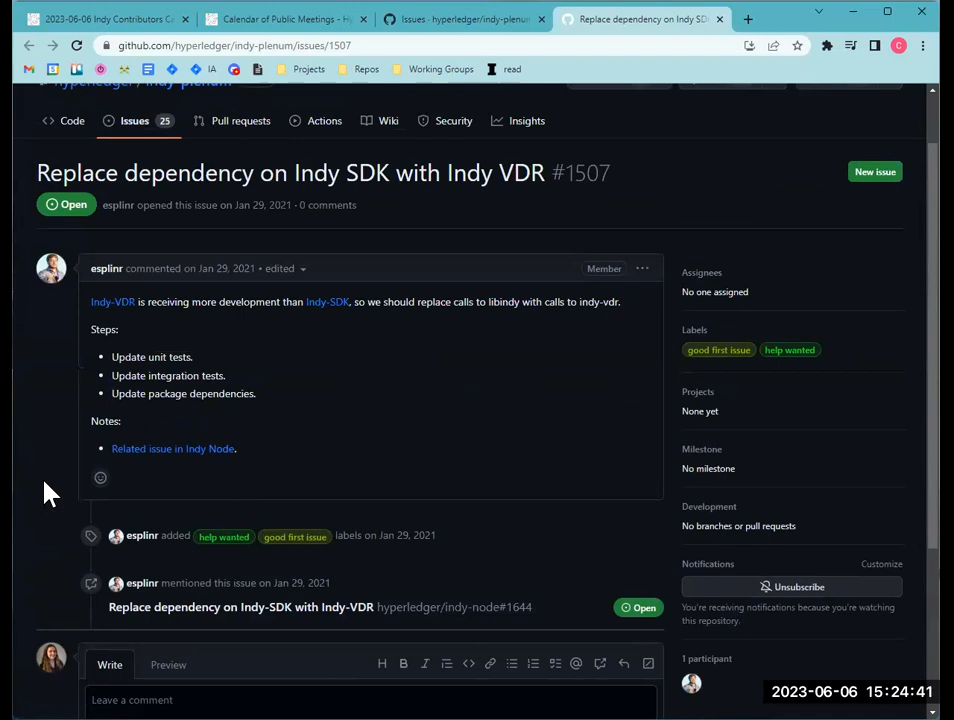 2023-06-06 Indy Contributors C
Calendar of Public Meetings - H
Issues · hyperledger/indy-plenu
Replace dependency on Indy SD
github.com/hyperledger/indy-plenum/issues/1507
IA
Projects
Repos
Working Groups
read
hyperledger / indy-plenum
Code
Issues 25
Pull requests
Actions
Wiki
Security
Insights
Replace dependency on Indy SDK with Indy VDR #1507
New issue
Open
esplinr opened this issue on Jan 29, 2021 · 0 comments
esplinr commented on Jan 29, 2021 • edited
Member
Indy-VDR is receiving more development than Indy-SDK, so we should replace calls to libindy with calls to indy-vdr.
Steps:
• Update unit tests.
• Update integration tests.
• Update package dependencies.
Notes:
• Related issue in Indy Node.
esplinr added help wanted good first issue labels on Jan 29, 2021
esplinr mentioned this issue on Jan 29, 2021
Replace dependency on Indy-SDK with Indy-VDR hyperledger/indy-node#1644
Open
Write
Preview
Leave a comment
Assignees
No one assigned
Labels
good first issue help wanted
Projects
None yet
Milestone
No milestone
Development
No branches or pull requests
Notifications
Customize
Unsubscribe
You're receiving notifications because you're watching
this repository.
1 participant
2023-06-06 15:24:41